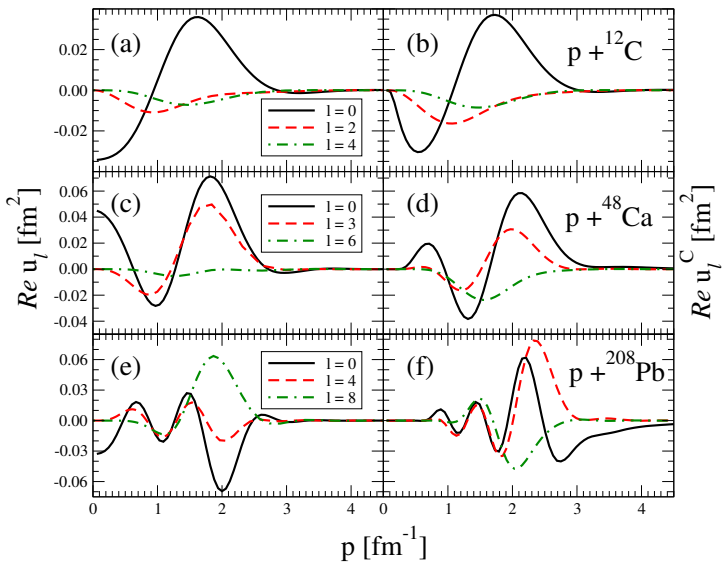 (a)
(b)
p + ¹²C
0.02
0.00
-0.02
l = 0
l = 2
l = 4
(c)
(d)
p + ⁴⁸Ca
0.06
0.04
0.02
0.00
-0.02
-0.04
l = 0
l = 3
l = 6
(e)
(f)
p + ²⁰⁸Pb
0.06
0.03
0.00
-0.03
-0.06
l = 0
l = 4
l = 8
Re u_l [fm²]
Re u_l^C [fm²]
0 1 2 3 4 1 2 3 4
p [fm⁻¹]